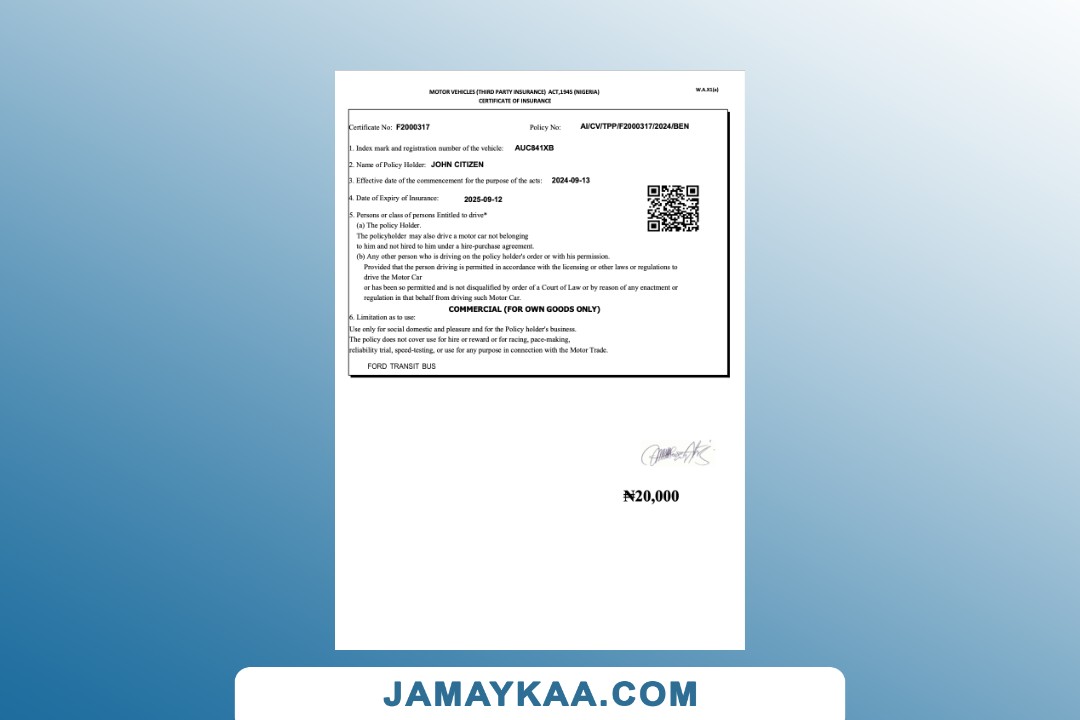 MOTOR VEHICLES (THIRD PARTY INSURANCE) ACT,1945 (NIGERIA)
W.A.X1(a)
CERTIFICATE OF INSURANCE
Certificate No: F2000317 Policy No: AI/CV/TPP/F2000317/2024/BEN
1. Index mark and registration number of the vehicle: AUC841XB
2. Name of Policy Holder: JOHN CITIZEN
3. Effective date of the commencement for the purpose of the acts: 2024-09-13
4. Date of Expiry of Insurance: 2025-09-12
5. Persons or class of persons Entitled to drive*
(a) The policy Holder.
The policyholder may also drive a motor car not belonging
to him and not hired to him under a hire-purchase agreement.
(b) Any other person who is driving on the policy holder's order or with his permission.
Provided that the person driving is permitted in accordance with the licensing or other laws or regulations to
drive the Motor Car
or has been so permitted and is not disqualified by order of a Court of Law or by reason of any enactment or
regulation in that behalf from driving such Motor Car.
COMMERCIAL (FOR OWN GOODS ONLY)
6. Limitation as to use:
Use only for social domestic and pleasure and for the Policy holder's business.
The policy does not cover use for hire or reward or for racing, pace-making,
reliability trial, speed-testing, or use for any purpose in connection with the Motor Trade.
FORD TRANSIT BUS
₦20,000
JAMAYKAA.COM